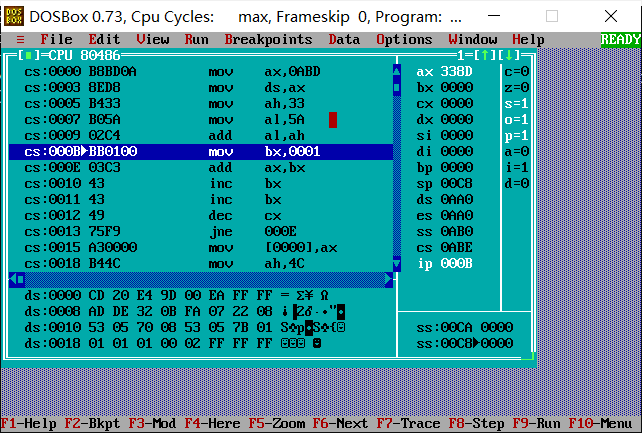 DOSBox 0.73, Cpu Cycles: max, Frameskip 0, Program: ...
≡ File Edit View Run Breakpoints Data Options Window Help READY
[■]=CPU 80486 1=[↑][↓]
cs:0000 B8BD0A mov ax,0ABD ax 338D c=0
cs:0003 8ED8 mov ds,ax bx 0000 z=0
cs:0005 B433 mov ah,33 cx 0000 s=1
cs:0007 B05A mov al,5A dx 0000 o=1
cs:0009 02C4 add al,ah si 0000 p=1
cs:000B▶BB0100 mov bx,0001 di 0000 a=0
cs:000E 03C3 add ax,bx bp 0000 i=1
cs:0010 43 inc bx sp 00C8 d=0
cs:0011 43 inc bx ds 0AA0
cs:0012 49 dec cx es 0AA0
cs:0013 75F9 jne 000E ss 0AB0
cs:0015 A30000 mov [0000],ax cs 0ABE
cs:0018 B44C mov ah,4C ip 000B
ds:0000 CD 20 E4 9D 00 EA FF FF = Σ¥ Ω
ds:0008 AD DE 32 0B FA 07 22 08
ds:0010 53 05 70 08 53 05 7B 01 S♣p◘S♣{☺ ss:00CA 0000
ds:0018 01 01 01 00 02 FF FF FF ☺☺☺ ☻ ss:00C8▶0000
F1-Help F2-Bkpt F3-Mod F4-Here F5-Zoom F6-Next F7-Trace F8-Step F9-Run F10-Menu